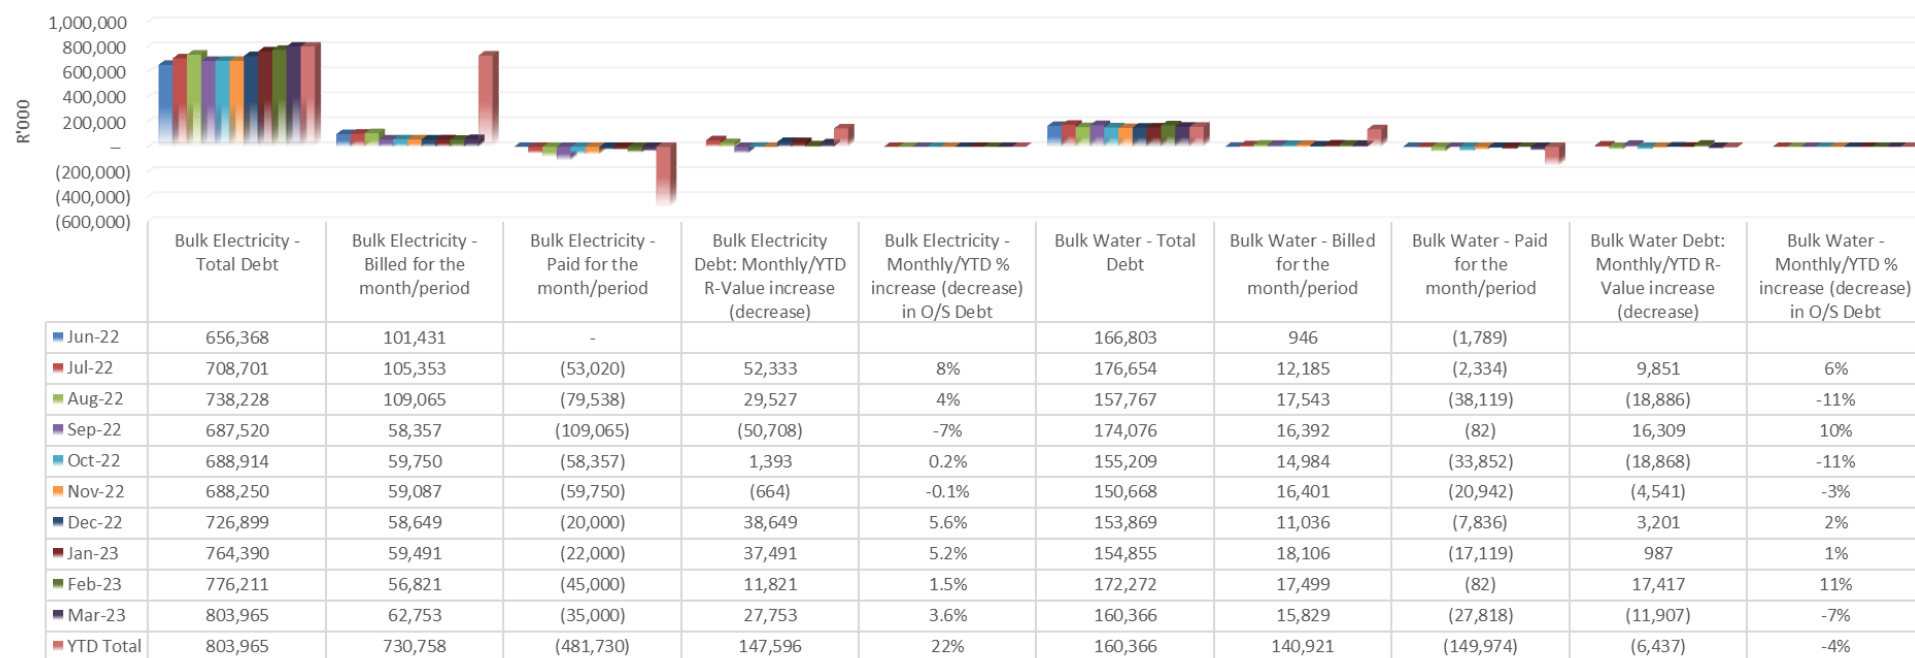 1,000,000
800,000
600,000
400,000
200,000
–
(200,000)
(400,000)
(600,000)
R'000
Bulk Electricity - Total Debt
Bulk Electricity - Billed for the month/period
Bulk Electricity - Paid for the month/period
Bulk Electricity Debt: Monthly/YTD R-Value increase (decrease)
Bulk Electricity - Monthly/YTD % increase (decrease) in O/S Debt
Bulk Water - Total Debt
Bulk Water - Billed for the month/period
Bulk Water - Paid for the month/period
Bulk Water Debt: Monthly/YTD R-Value increase (decrease)
Bulk Water - Monthly/YTD % increase (decrease) in O/S Debt
Jun-22 656,368 101,431 - 166,803 946 (1,789)
Jul-22 708,701 105,353 (53,020) 52,333 8% 176,654 12,185 (2,334) 9,851 6%
Aug-22 738,228 109,065 (79,538) 29,527 4% 157,767 17,543 (38,119) (18,886) -11%
Sep-22 687,520 58,357 (109,065) (50,708) -7% 174,076 16,392 (82) 16,309 10%
Oct-22 688,914 59,750 (58,357) 1,393 0.2% 155,209 14,984 (33,852) (18,868) -11%
Nov-22 688,250 59,087 (59,750) (664) -0.1% 150,668 16,401 (20,942) (4,541) -3%
Dec-22 726,899 58,649 (20,000) 38,649 5.6% 153,869 11,036 (7,836) 3,201 2%
Jan-23 764,390 59,491 (22,000) 37,491 5.2% 154,855 18,106 (17,119) 987 1%
Feb-23 776,211 56,821 (45,000) 11,821 1.5% 172,272 17,499 (82) 17,417 11%
Mar-23 803,965 62,753 (35,000) 27,753 3.6% 160,366 15,829 (27,818) (11,907) -7%
YTD Total 803,965 730,758 (481,730) 147,596 22% 160,366 140,921 (149,974) (6,437) -4%